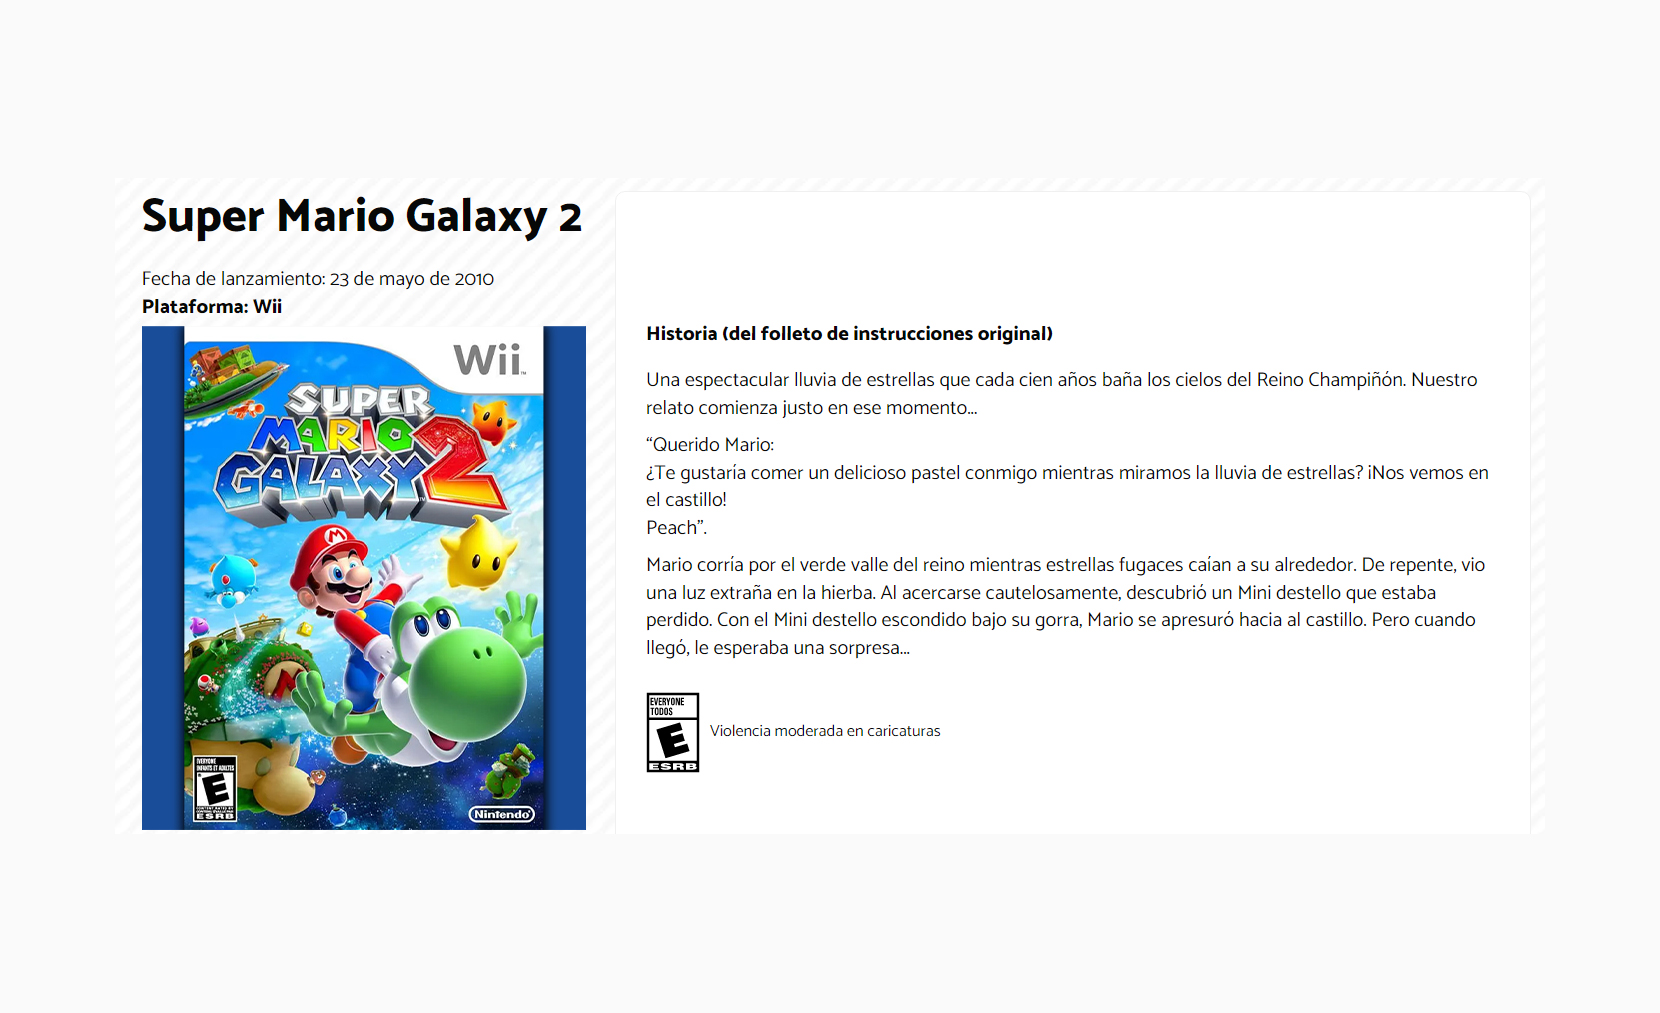 Super Mario Galaxy 2
Fecha de lanzamiento: 23 de mayo de 2010
Plataforma: Wii
Wii
SUPER
MARIO
GALAXY 2
EVERYONE
INFANTS ET ADULTES
E
CONTENT RATED BY
ESRB
Nintendo
Historia (del folleto de instrucciones original)
Una espectacular lluvia de estrellas que cada cien años baña los cielos del Reino Champiñón. Nuestro
relato comienza justo en ese momento...
“Querido Mario:
¿Te gustaría comer un delicioso pastel conmigo mientras miramos la lluvia de estrellas? ¡Nos vemos en
el castillo!
Peach”.
Mario corría por el verde valle del reino mientras estrellas fugaces caían a su alrededor. De repente, vio
una luz extraña en la hierba. Al acercarse cautelosamente, descubrió un Mini destello que estaba
perdido. Con el Mini destello escondido bajo su gorra, Mario se apresuró hacia al castillo. Pero cuando
llegó, le esperaba una sorpresa...
EVERYONE
TODOS
E
ESRB
Violencia moderada en caricaturas